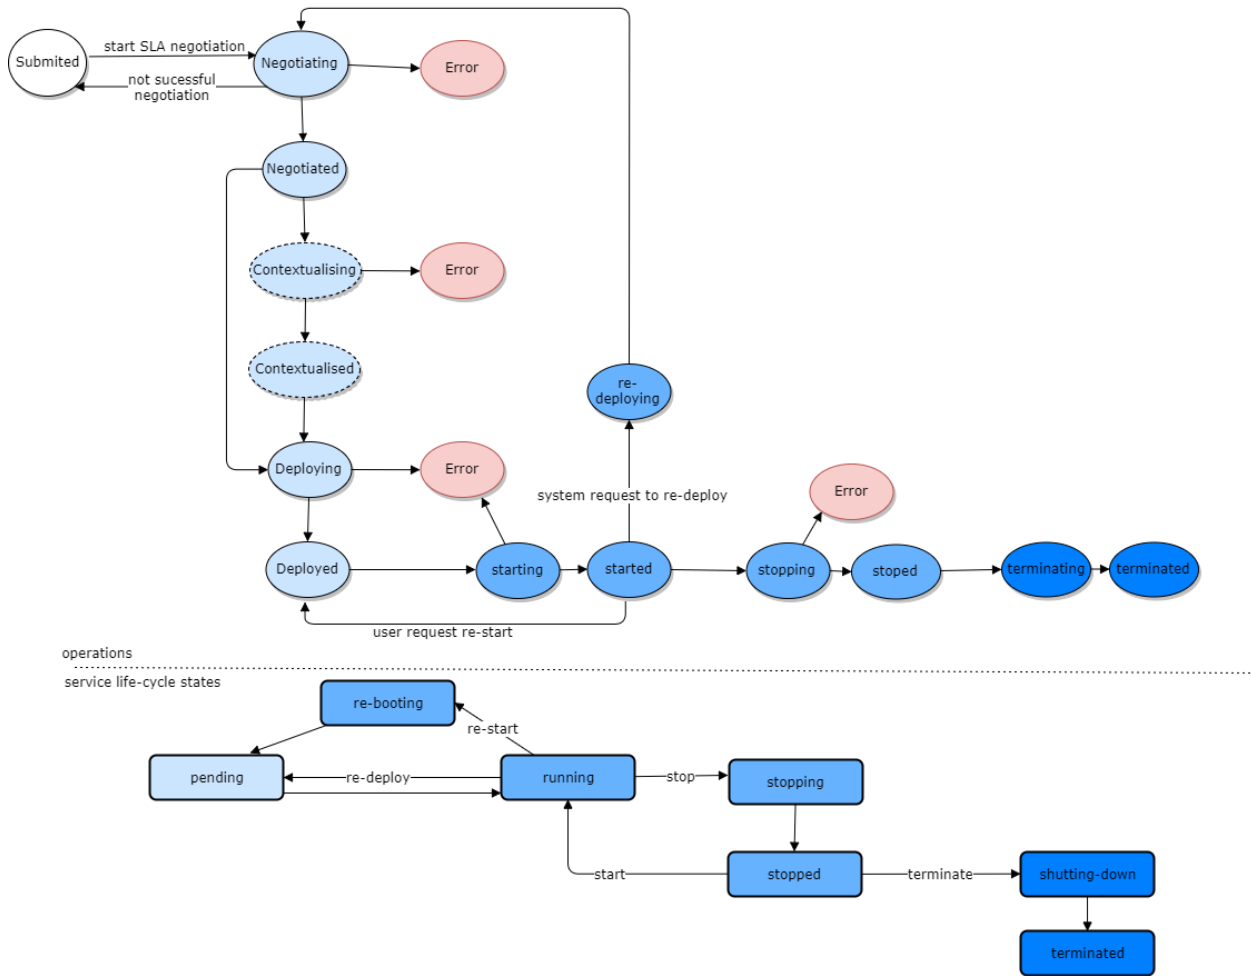 start SLA negotiation
Submited
Negotiating
Error
not sucessful
negotiation
Negotiated
Contextualising
Error
Contextualised
re-
deploying
Deploying
Error
system request to re-deploy
Error
Deployed
starting
started
stopping
stoped
terminating
terminated
user request re-start
operations
service life-cycle states
re-booting
re-start
pending
re-deploy
running
stop
stopping
start
stopped
terminate
shutting-down
terminated